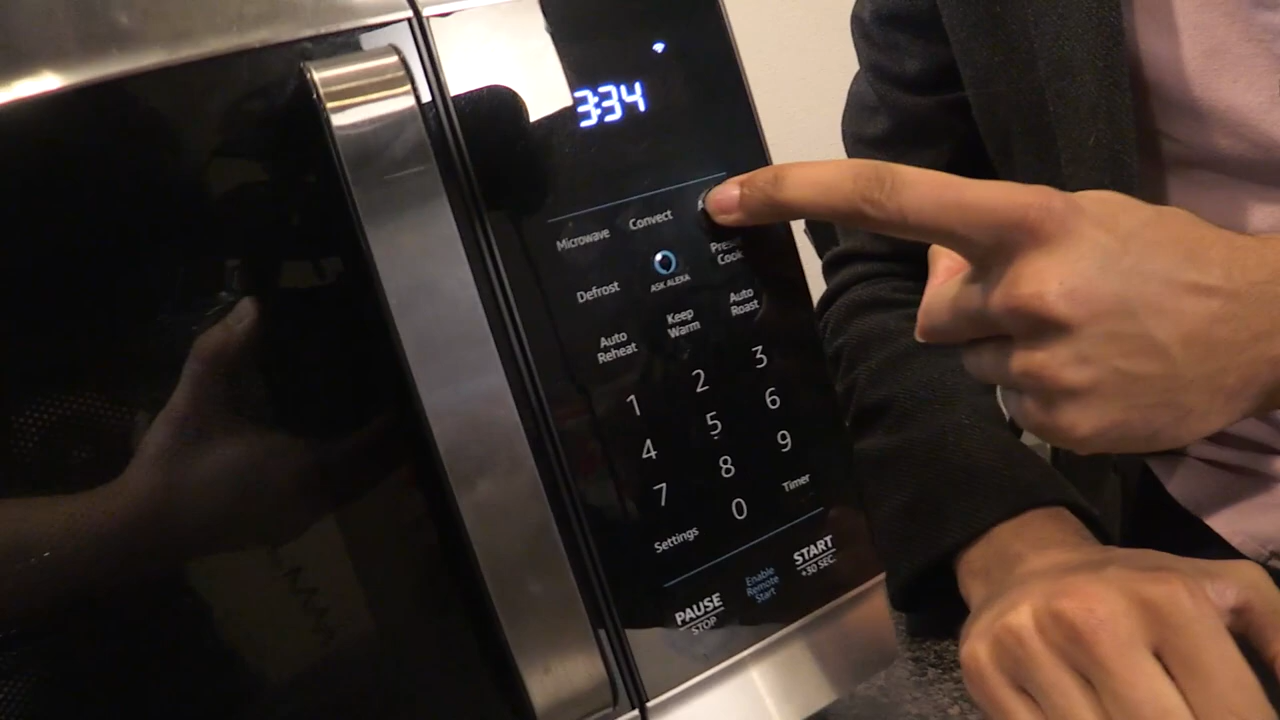 3:34
Microwave Convect
Defrost ASK ALEXA Cook
Auto Reheat Keep Warm Auto Roast
1 2 3
4 5 6
7 8 9
Settings 0 Timer
PAUSE
STOP
Enable
Remote
Start
START
+30 SEC.